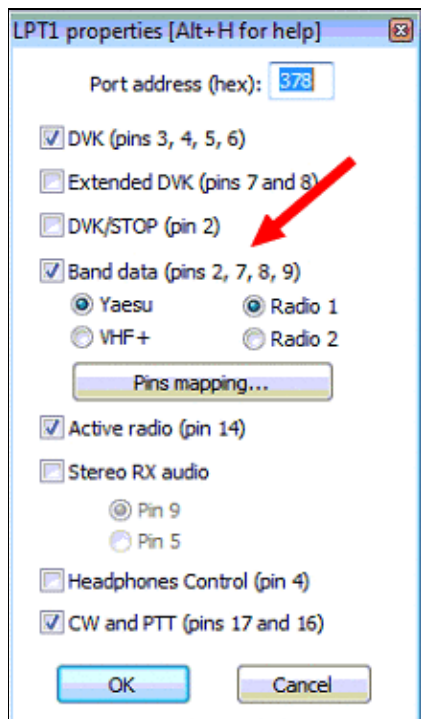 LPT1 properties [Alt+H for help]
Port address (hex): 378
DVK (pins 3, 4, 5, 6)
Extended DVK (pins 7 and 8)
DVK/STOP (pin 2)
Band data (pins 2, 7, 8, 9)
Yaesu Radio 1
VHF+ Radio 2
Pins mapping...
Active radio (pin 14)
Stereo RX audio
Pin 9
Pin 5
Headphones Control (pin 4)
CW and PTT (pins 17 and 16)
OK Cancel